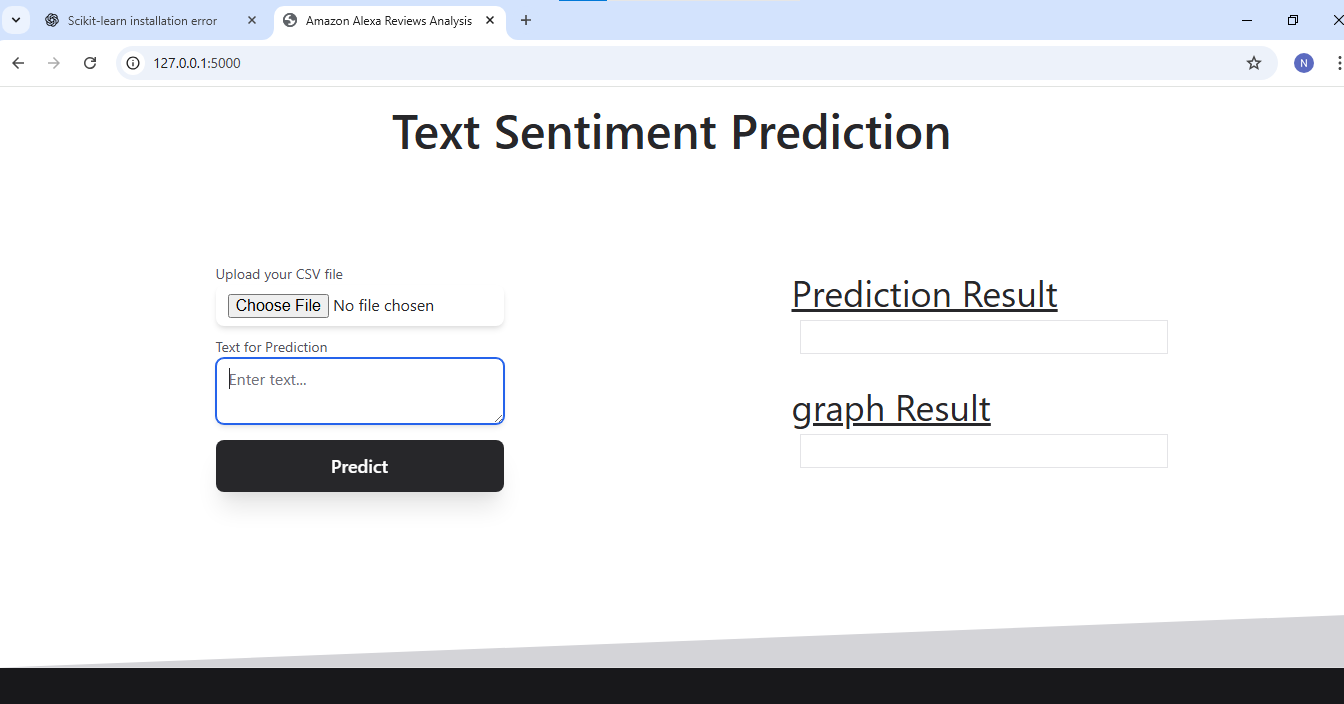 Scikit-learn installation error
Amazon Alexa Reviews Analysis
127.0.0.1:5000
N
Text Sentiment Prediction
Upload your CSV file
Choose File No file chosen
Text for Prediction
Enter text...
Predict
Prediction Result
graph Result